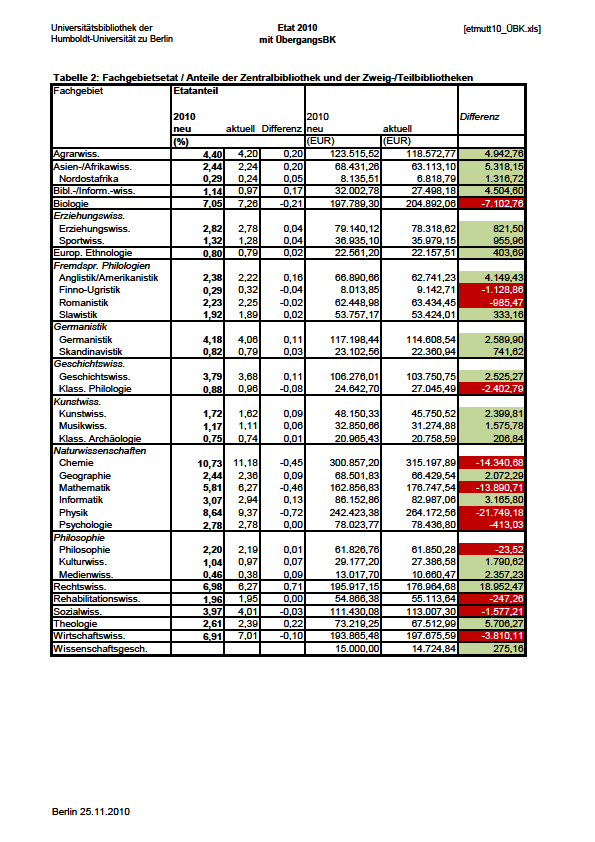 Universitätsbibliothek der Etat 2010 [etmutt10_ÜBK.xls]
Humboldt-Universität zu Berlin mit ÜbergangsBK
Tabelle 2: Fachgebietsetat / Anteile der Zentralbibliothek und der Zweig-/Teilbibliotheken
Fachgebiet Etatanteil
2010 2010 Differenz
neu aktuell Differenz neu aktuell
(%) (EUR) (EUR)
Agrarwiss. 4,40 4,20 0,20 123.515,52 118.572,77 4.942,76
Asien-/Afrikawiss. 2,44 2,24 0,20 68.431,26 63.113,10 5.318,15
Nordostafrika 0,29 0,24 0,05 8.135,51 6.818,79 1.316,72
Bibl.-/Inform.-wiss. 1,14 0,97 0,17 32.002,78 27.498,18 4.504,60
Biologie 7,05 7,26 -0,21 197.789,30 204.892,06 -7.102,76
Erziehungswiss.
Erziehungswiss. 2,82 2,78 0,04 79.140,12 78.318,62 821,50
Sportwiss. 1,32 1,28 0,04 36.935,10 35.979,15 955,96
Europ. Ethnologie 0,80 0,79 0,02 22.561,20 22.157,51 403,69
Fremdspr. Philologien
Anglistik/Amerikanistik 2,38 2,22 0,16 66.890,66 62.741,23 4.149,43
Finno-Ugristik 0,29 0,32 -0,04 8.013,85 9.142,71 -1.128,86
Romanistik 2,23 2,25 -0,02 62.448,98 63.434,45 -985,47
Slawistik 1,92 1,89 0,02 53.757,17 53.424,01 333,16
Germanistik
Germanistik 4,18 4,06 0,11 117.198,44 114.608,54 2.589,90
Skandinavistik 0,82 0,79 0,03 23.102,56 22.360,94 741,62
Geschichtswiss.
Geschichtswiss. 3,79 3,68 0,11 106.276,01 103.750,75 2.525,27
Klass. Philologie 0,88 0,96 -0,08 24.642,70 27.045,49 -2.402,79
Kunstwiss.
Kunstwiss. 1,72 1,62 0,09 48.150,33 45.750,52 2.399,81
Musikwiss. 1,17 1,11 0,06 32.850,66 31.274,88 1.575,78
Klass. Archäologie 0,75 0,74 0,01 20.965,43 20.758,59 206,84
Naturwissenschaften
Chemie 10,73 11,18 -0,45 300.857,20 315.197,89 -14.340,68
Geographie 2,44 2,36 0,09 68.501,83 66.429,54 2.072,29
Mathematik 5,81 6,27 -0,46 162.856,83 176.747,54 -13.890,71
Informatik 3,07 2,94 0,13 86.152,86 82.987,06 3.165,80
Physik 8,64 9,37 -0,72 242.423,38 264.172,56 -21.749,18
Psychologie 2,78 2,78 0,00 78.023,77 78.436,80 -413,03
Philosophie
Philosophie 2,20 2,19 0,01 61.826,76 61.850,28 -23,52
Kulturwiss. 1,04 0,97 0,07 29.177,20 27.386,58 1.790,62
Medienwiss. 0,46 0,38 0,09 13.017,70 10.660,47 2.357,23
Rechtswiss. 6,98 6,27 0,71 195.917,15 176.964,68 18.952,47
Rehabilitationswiss. 1,96 1,95 0,00 54.866,38 55.113,64 -247,26
Sozialwiss. 3,97 4,01 -0,03 111.430,08 113.007,30 -1.577,21
Theologie 2,61 2,39 0,22 73.219,25 67.512,99 5.706,27
Wirtschaftswiss. 6,91 7,01 -0,10 193.865,48 197.675,59 -3.810,11
Wissenschaftsgesch. 15.000,00 14.724,84 275,16
Berlin 25.11.2010